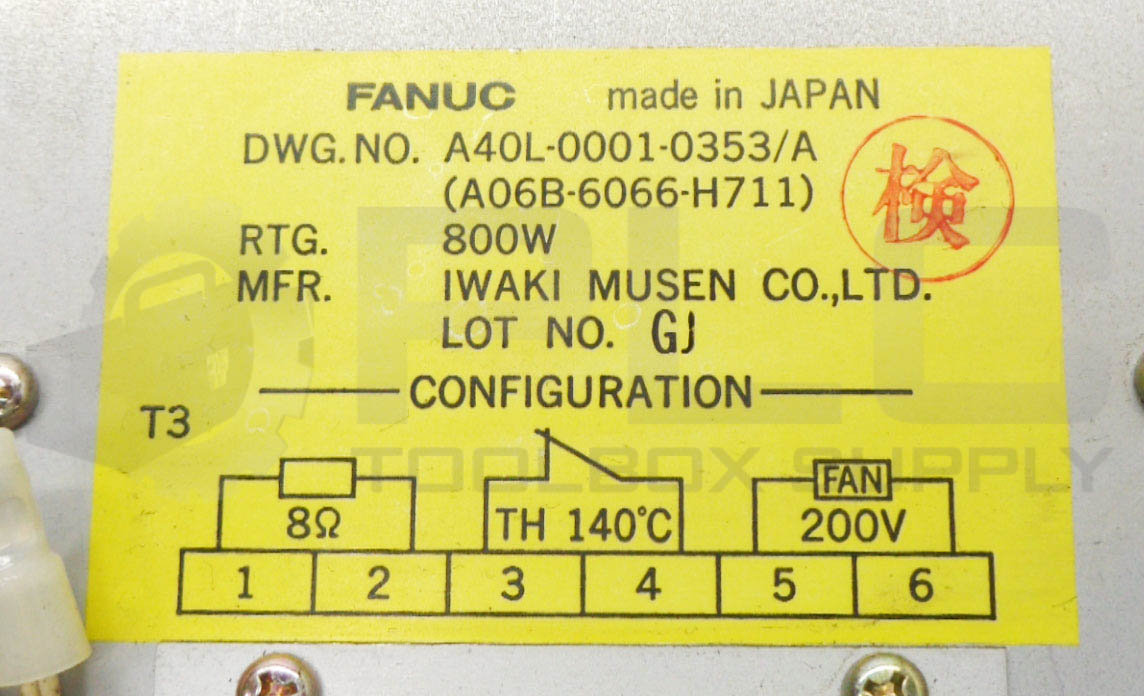 FANUC made in JAPAN
DWG.NO. A40L-0001-0353/A
(A06B-6066-H711)
検
RTG. 800W
MFR. IWAKI MUSEN CO.,LTD.
LOT NO. GJ
CONFIGURATION
T3
FAN
8Ω TH 140℃ 200V
1 2 3 4 5 6
PLC
TOOLBOX SUPPLY